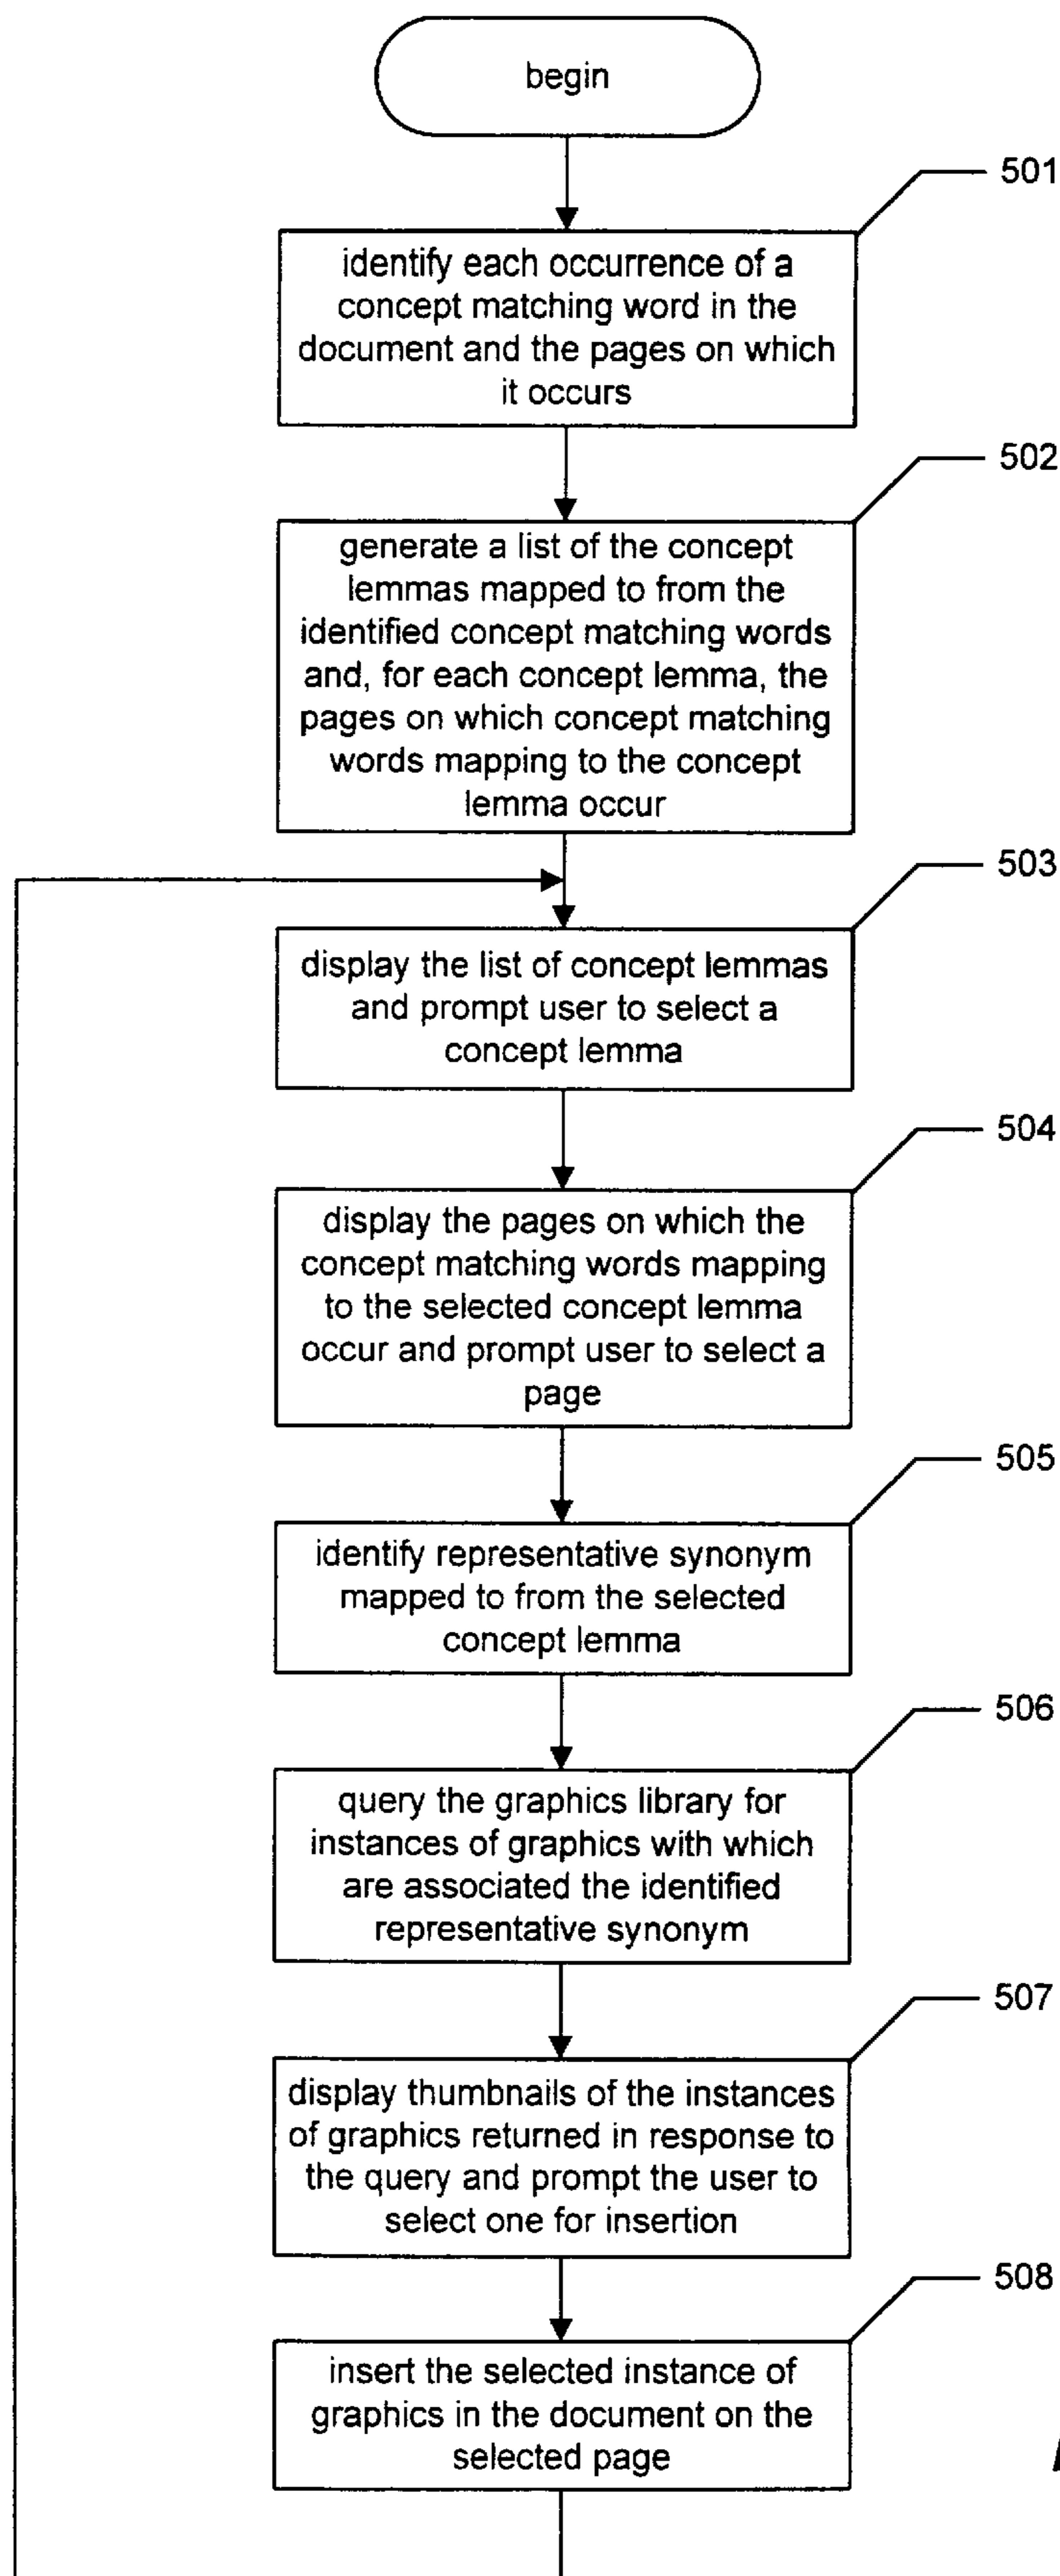 begin
501
identify each occurrence of a
concept matching word in the
document and the pages on which
it occurs
502
generate a list of the concept
lemmas mapped to from the
identified concept matching words
and, for each concept lemma, the
pages on which concept matching
words mapping to the concept
lemma occur
503
display the list of concept lemmas
and prompt user to select a
concept lemma
504
display the pages on which the
concept matching words mapping
to the selected concept lemma
occur and prompt user to select a
page
505
identify representative synonym
mapped to from the selected
concept lemma
506
query the graphics library for
instances of graphics with which
are associated the identified
representative synonym
507
display thumbnails of the instances
of graphics returned in response to
the query and prompt the user to
select one for insertion
508
insert the selected instance of
graphics in the document on the
selected page